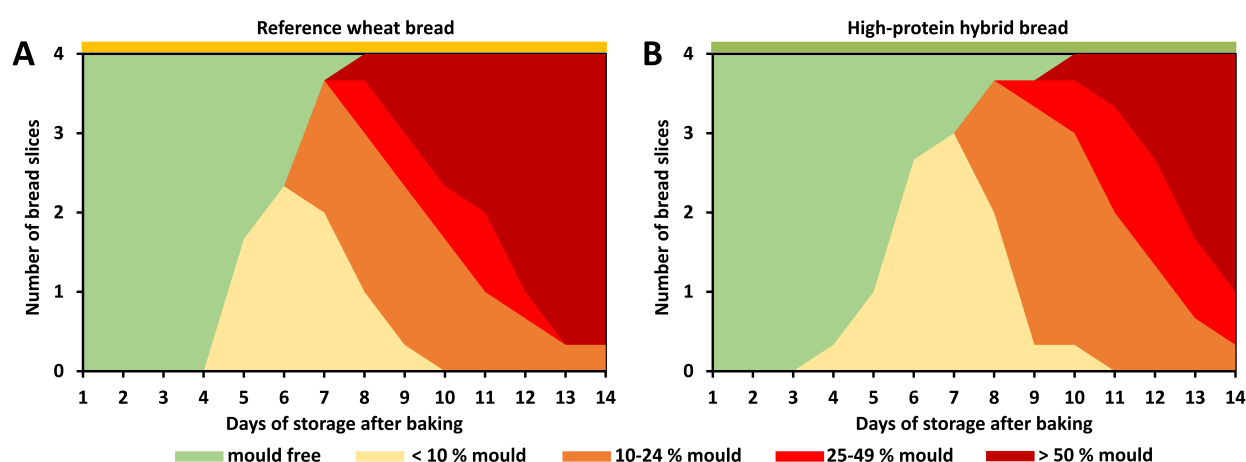 Reference wheat bread
A
Number of bread slices
4
3
2
1
0
1 2 3 4 5 6 7 8 9 10 11 12 13 14
Days of storage after baking
High-protein hybrid bread
B
Number of bread slices
4
3
2
1
0
1 2 3 4 5 6 7 8 9 10 11 12 13 14
Days of storage after baking
mould free < 10 % mould 10-24 % mould 25-49 % mould > 50 % mould